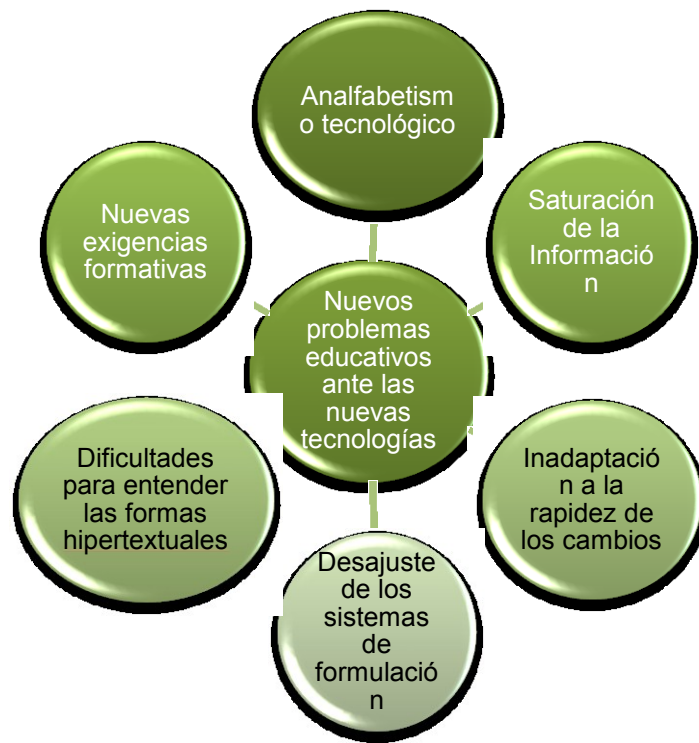 Analfabetism
o tecnológico
Saturación
de la
Informació
n
Nuevas
exigencias
formativas
Nuevos
problemas
educativos
ante las
nuevas
tecnologías
Dificultades
para entender
las formas
hipertextuales
Inadaptació
n a la
rapidez de
los cambios
Desajuste
de los
sistemas
de
formulació
n